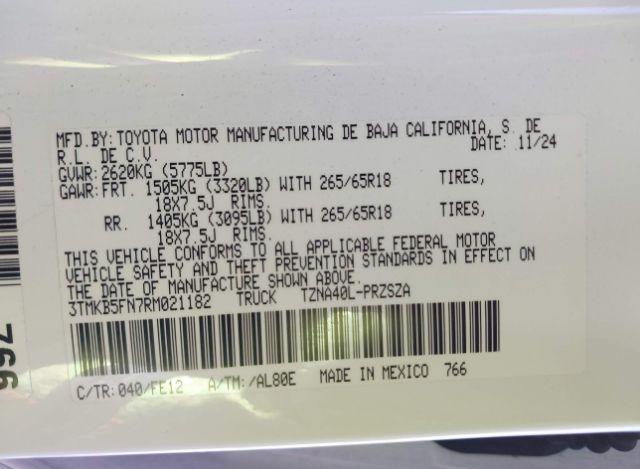 MFD.BY:TOYOTA MOTOR MANUFACTURING DE BAJA CALIFORNIA, S. DE
R.L. DE C.V. DATE: 11/24
GVWR:2620KG (5775LB)
GAWR:FRT. 1505KG (3320LB) WITH 265/65R18 TIRES,
18X7.5J RIMS.
RR. 1405KG (3095LB) WITH 265/65R18 TIRES,
18X7.5J RIMS.
THIS VEHICLE CONFORMS TO ALL APPLICABLE FEDERAL MOTOR
VEHICLE SAFETY AND THEFT PREVENTION STANDARDS IN EFFECT ON
THE DATE OF MANUFACTURE SHOWN ABOVE.
3TMKB5FN7RM021182 TRUCK TZNA40L-PRZSZA
C/TR:040/FE12 A/TM:/AL80E MADE IN MEXICO 766